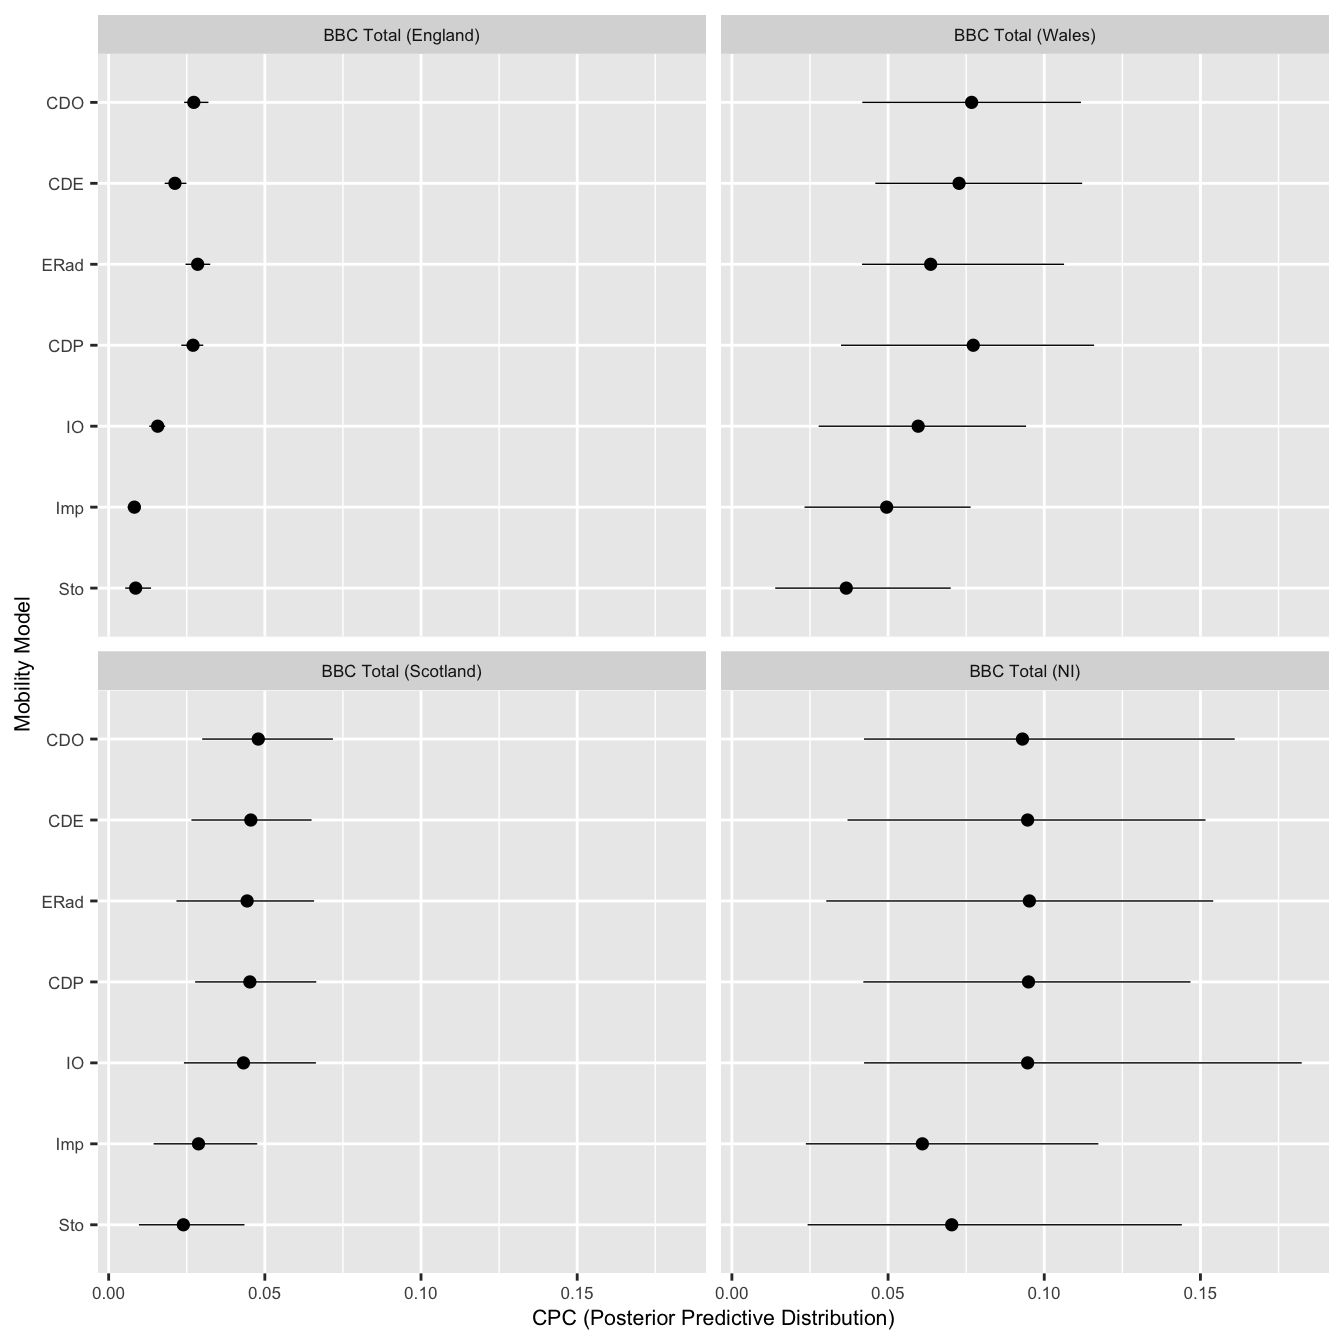 BBC Total (England)
BBC Total (Wales)
CDO
CDE
ERad
CDP
IO
Imp
Sto
Mobility Model
BBC Total (Scotland)
BBC Total (NI)
CDO
CDE
ERad
CDP
IO
Imp
Sto
0.00 0.05 0.10 0.15 0.00 0.05 0.10 0.15
CPC (Posterior Predictive Distribution)